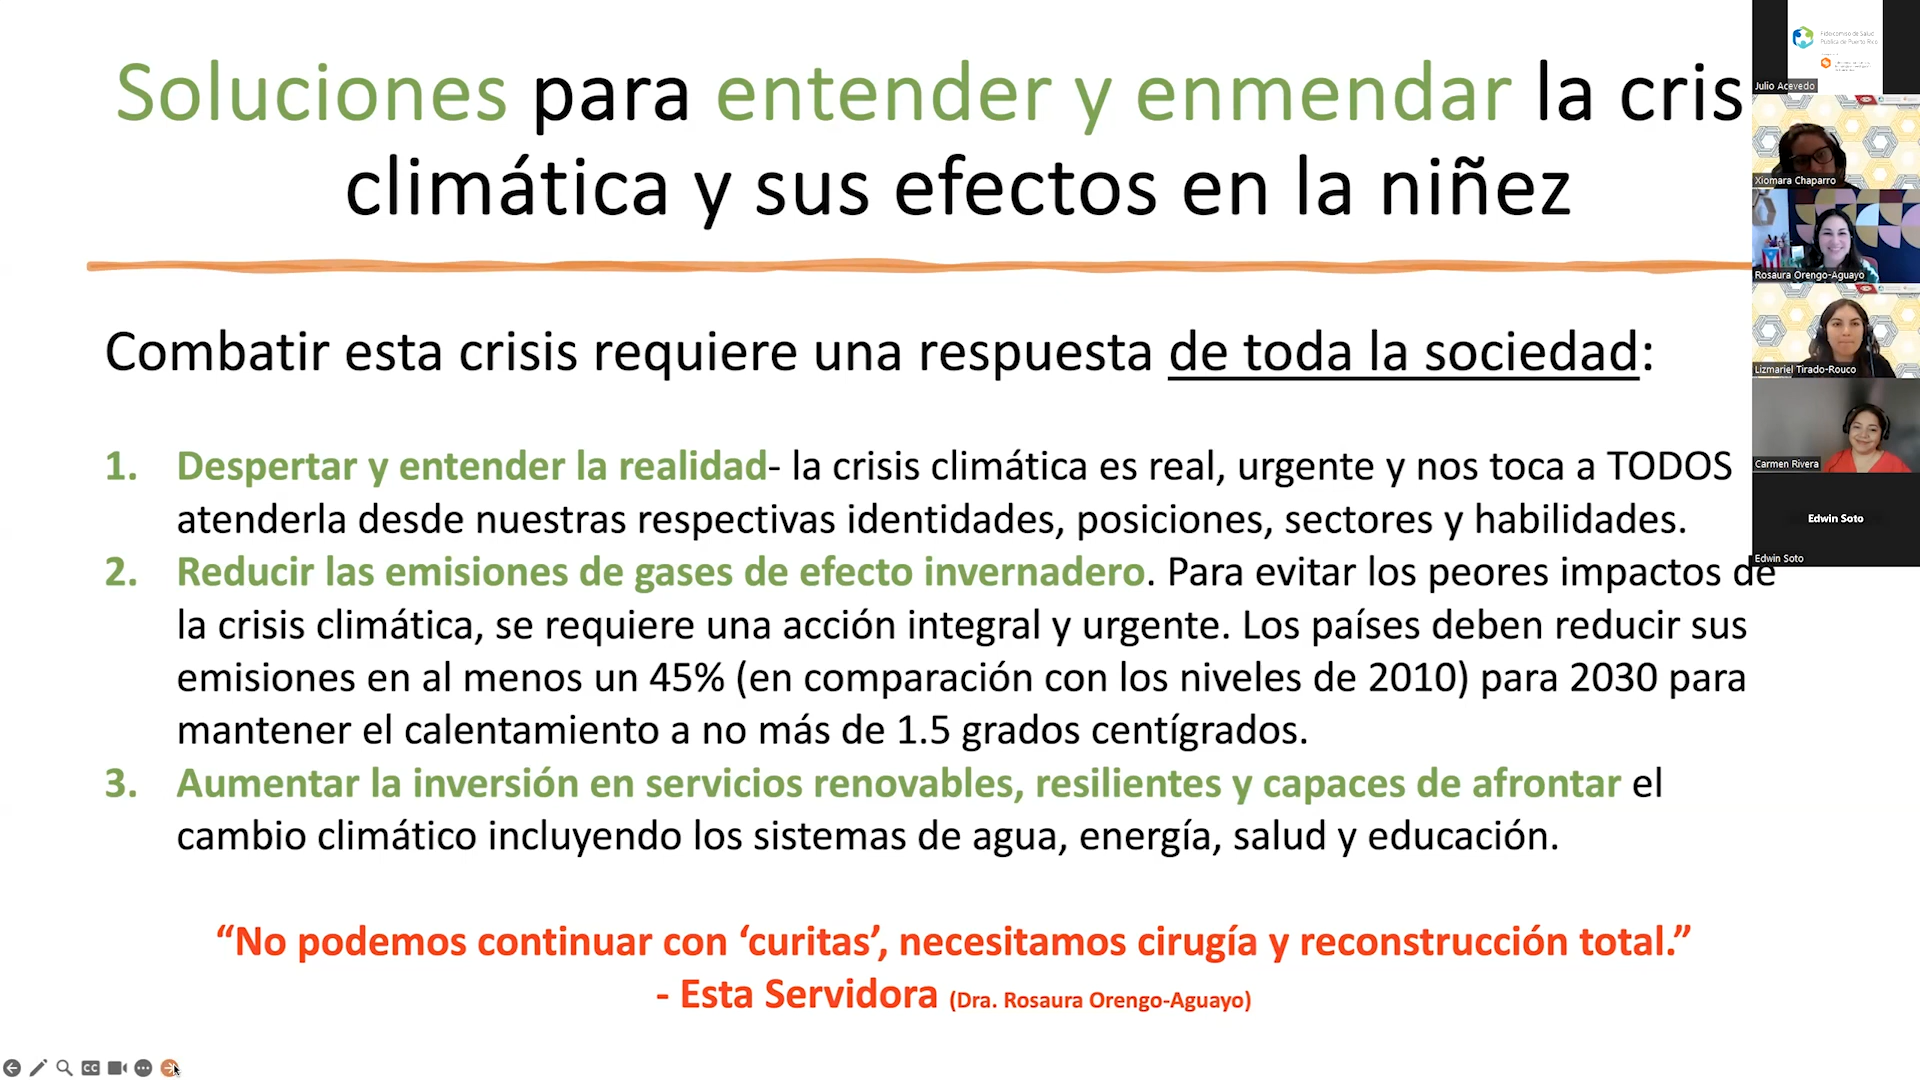 Soluciones para entender y enmendar la cris
climática y sus efectos en la niñez
Combatir esta crisis requiere una respuesta de toda la sociedad:
1. Despertar y entender la realidad- la crisis climática es real, urgente y nos toca a TODOS
atenderla desde nuestras respectivas identidades, posiciones, sectores y habilidades.
2. Reducir las emisiones de gases de efecto invernadero. Para evitar los peores impactos de
la crisis climática, se requiere una acción integral y urgente. Los países deben reducir sus
emisiones en al menos un 45% (en comparación con los niveles de 2010) para 2030 para
mantener el calentamiento a no más de 1.5 grados centígrados.
3. Aumentar la inversión en servicios renovables, resilientes y capaces de afrontar el
cambio climático incluyendo los sistemas de agua, energía, salud y educación.
“No podemos continuar con ‘curitas’, necesitamos cirugía y reconstrucción total.”
- Esta Servidora (Dra. Rosaura Orengo-Aguayo)
Fideicomiso de Salud
Pública de Puerto Rico
Julio Acevedo
Xiomara Chaparro
Rosaura Orengo-Aguayo
Lizmariel Tirado-Rouco
Carmen Rivera
Edwin Soto
Edwin Soto
CC